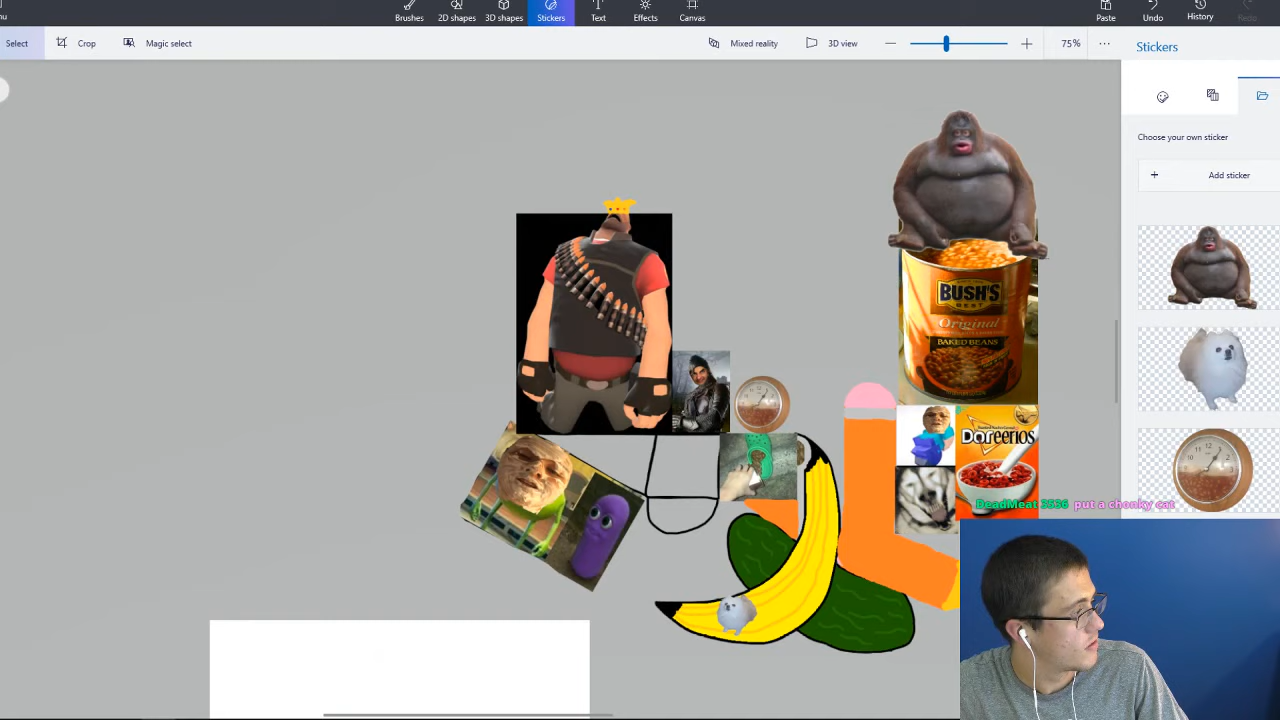 Brushes
2D shapes
3D shapes
Stickers
Text
Effects
Canvas
Paste
Undo
History
Redo
Select
Crop
Magic select
Mixed reality
3D view
75%
Stickers
Choose your own sticker
Add sticker
BUSH'S
BEST
Original
BAKED BEANS
Doreerios
DeadMeat 3536 put a chonky cat